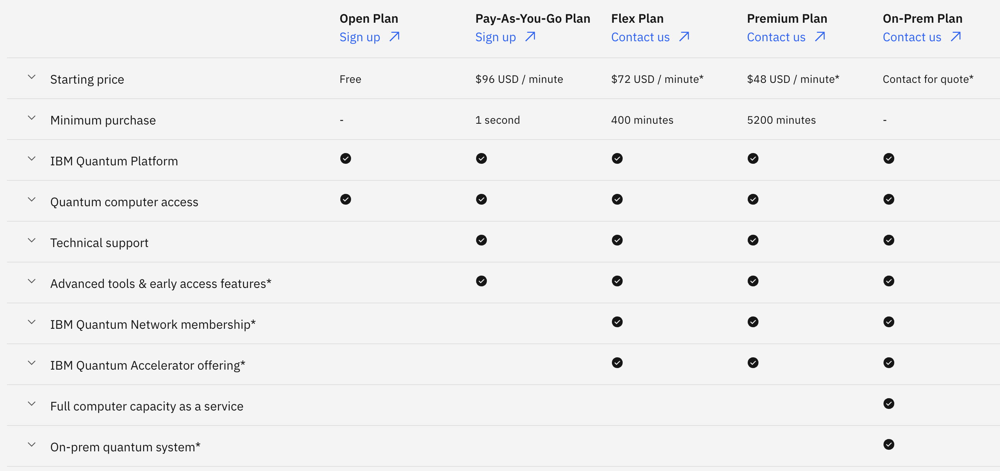 Open Plan Pay-As-You-Go Plan Flex Plan Premium Plan On-Prem Plan
Sign up Sign up Contact us Contact us Contact us
Starting price Free $96 USD / minute $72 USD / minute* $48 USD / minute* Contact for quote*
Minimum purchase - 1 second 400 minutes 5200 minutes -
IBM Quantum Platform
Quantum computer access
Technical support
Advanced tools & early access features*
IBM Quantum Network membership*
IBM Quantum Accelerator offering*
Full computer capacity as a service
On-prem quantum system*